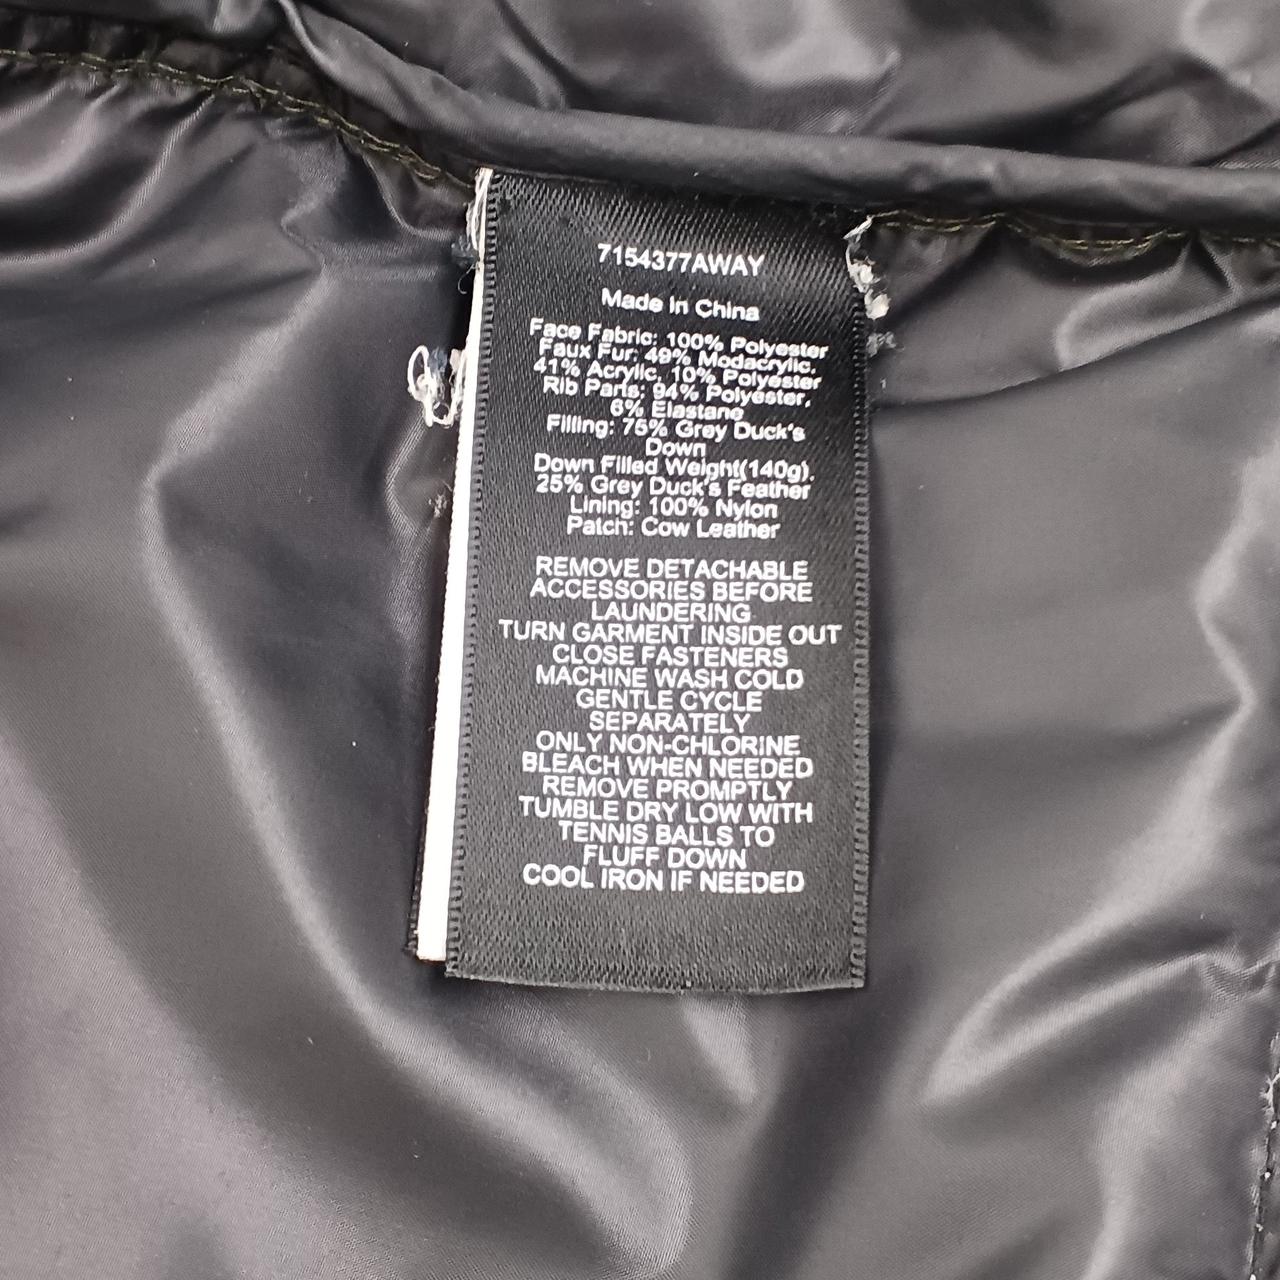 7154377AWAY
Made In China
Face Fabric: 100% Polyester
Faux Fur: 49% Modacrylic,
41% Acrylic, 10% Polyester
Rib Parts: 94% Polyester,
6% Elastane
Filling: 75% Grey Duck's
Down
Down Filled Weight(140g),
25% Grey Duck's Feather
Lining: 100% Nylon
Patch: Cow Leather
REMOVE DETACHABLE
ACCESSORIES BEFORE
LAUNDERING
TURN GARMENT INSIDE OUT
CLOSE FASTENERS
MACHINE WASH COLD
GENTLE CYCLE
SEPARATELY
ONLY NON-CHLORINE
BLEACH WHEN NEEDED
REMOVE PROMPTLY
TUMBLE DRY LOW WITH
TENNIS BALLS TO
FLUFF DOWN
COOL IRON IF NEEDED